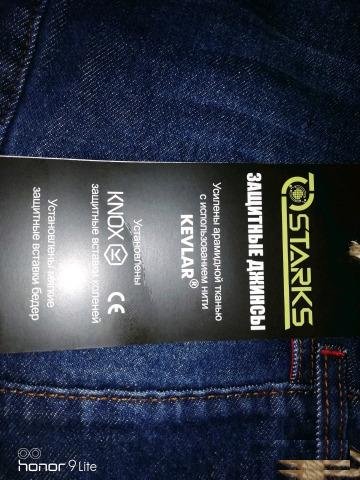 STARKS
ЗАЩИТНЫЕ ДЖИНСЫ
Усилены арамидной тканью
с использованием нити
KEVLAR®
Установлены
KNOX CE
защитные вставки коленей
Установлены мягкие
защитные вставки бедер
honor 9 Lite